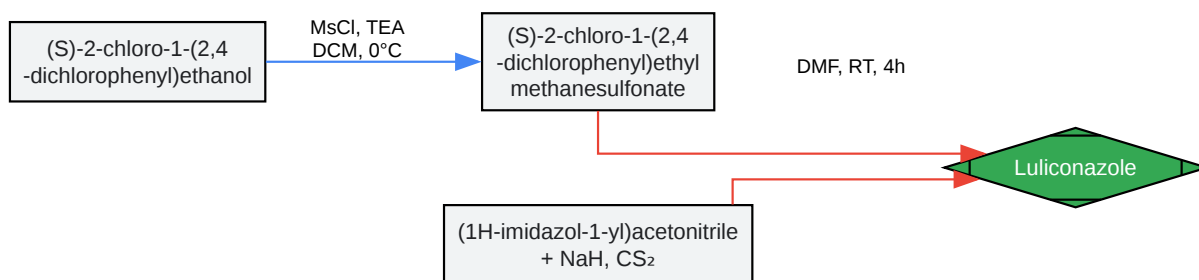 (S)-2-chloro-1-(2,4
-dichlorophenyl)ethanol
MsCl, TEA
DCM, 0°C
(S)-2-chloro-1-(2,4
-dichlorophenyl)ethyl
methanesulfonate
DMF, RT, 4h
Luliconazole
(1H-imidazol-1-yl)acetonitrile
+ NaH, CS₂